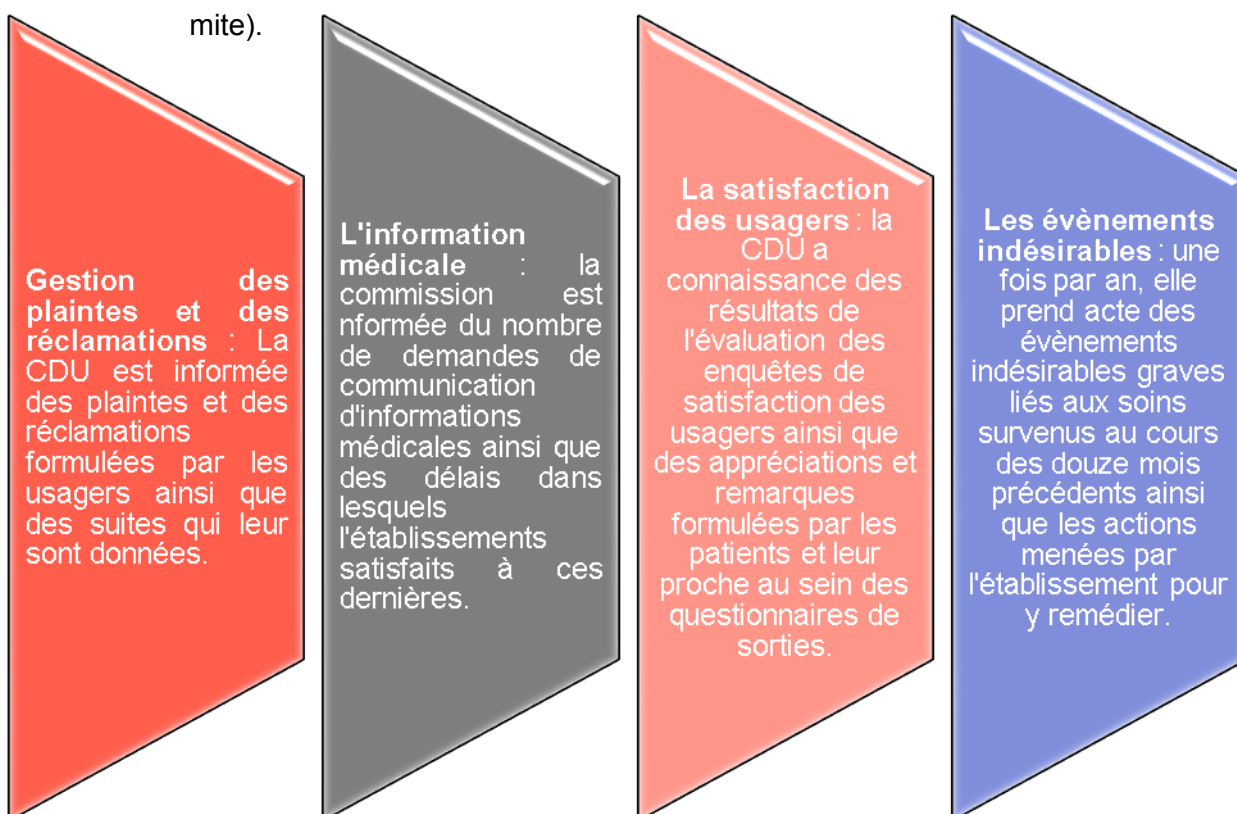 mite).
Gestion des
plaintes et des
réclamations : La
CDU est informée
des plaintes et des
réclamations
formulées par les
usagers ainsi que
des suites qui leur
sont données.
L'information
médicale : la
commission est
nformée du nombre
de demandes de
communication
d'informations
médicales ainsi que
des délais dans
lesquels
l'établissements
satisfaits à ces
dernières.
La satisfaction
des usagers : la
CDU a
connaissance des
résultats de
l'évaluation des
enquêtes de
satisfaction des
usagers ainsi que
des appréciations et
remarques
formulées par les
patients et leur
proche au sein des
questionnaires de
sorties.
Les évènements
indésirables : une
fois par an, elle
prend acte des
évènements
indésirables graves
liés aux soins
survenus au cours
des douze mois
précédents ainsi
que les actions
menées par
l'établissement pour
y remédier.